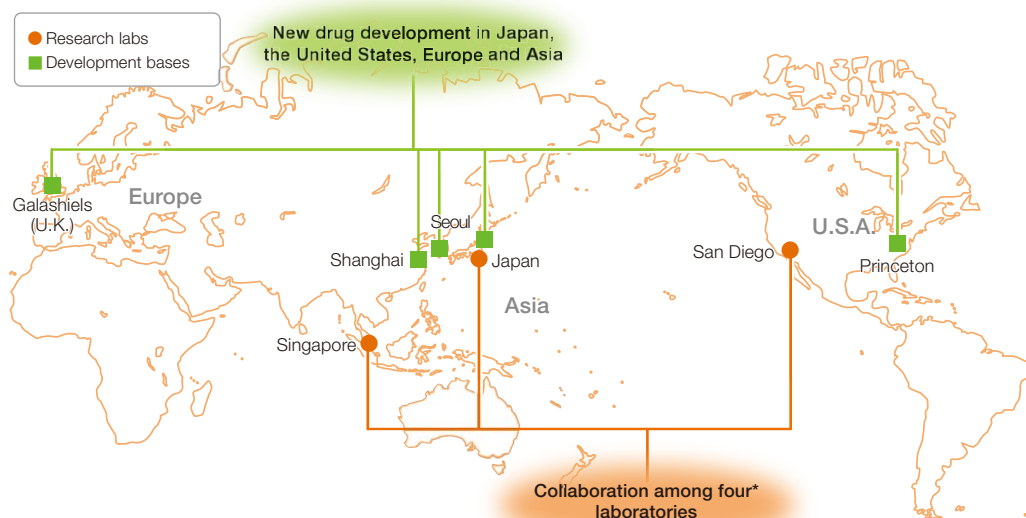 Research labs
Development bases
New drug development in Japan,
the United States, Europe and Asia
Europe
Galashiels
(U.K.)
Seoul
Shanghai
Japan
Asia
Singapore
U.S.A.
San Diego
Princeton
Collaboration among four*
laboratories